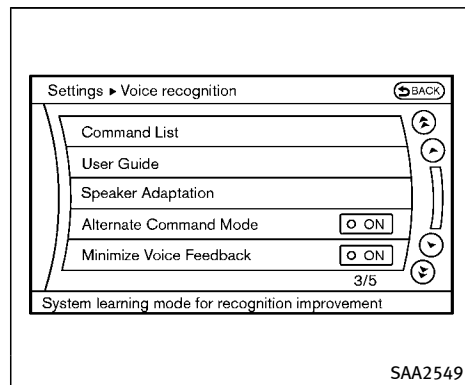 Settings ▸ Voice recognition
BACK
Command List
User Guide
Speaker Adaptation
Alternate Command Mode
ON
Minimize Voice Feedback
ON
3/5
System learning mode for recognition improvement
SAA2549